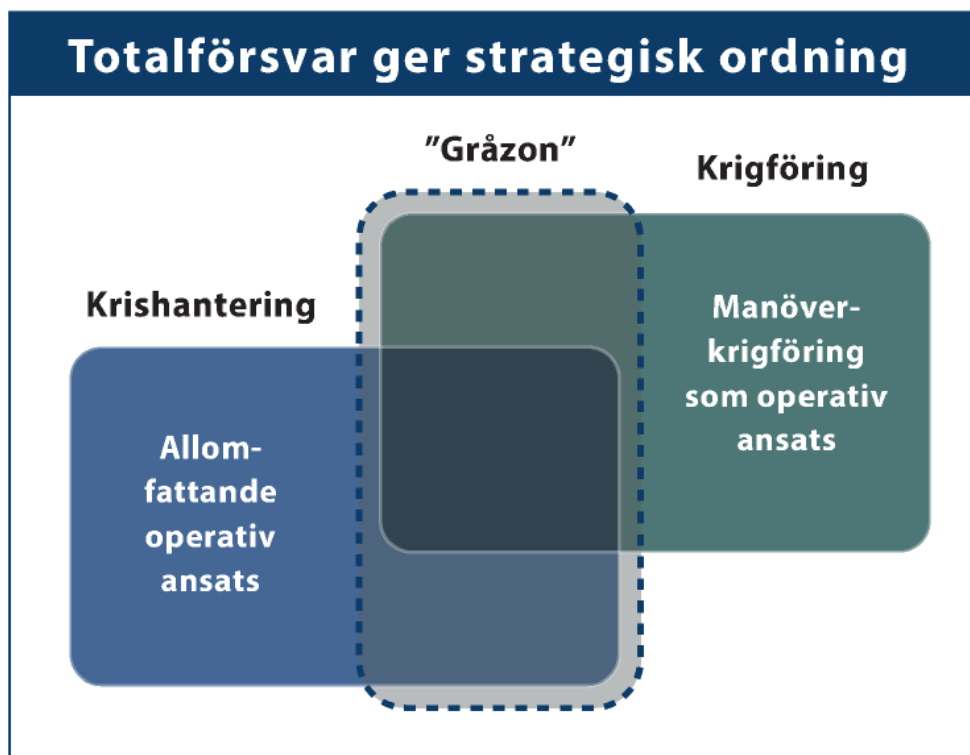 Totalförsvar ger strategisk ordning
”Gråzon”
Krigföring
Krishantering
Manöver-
krigföring
som operativ
ansats
Allom-
fattande
operativ
ansats